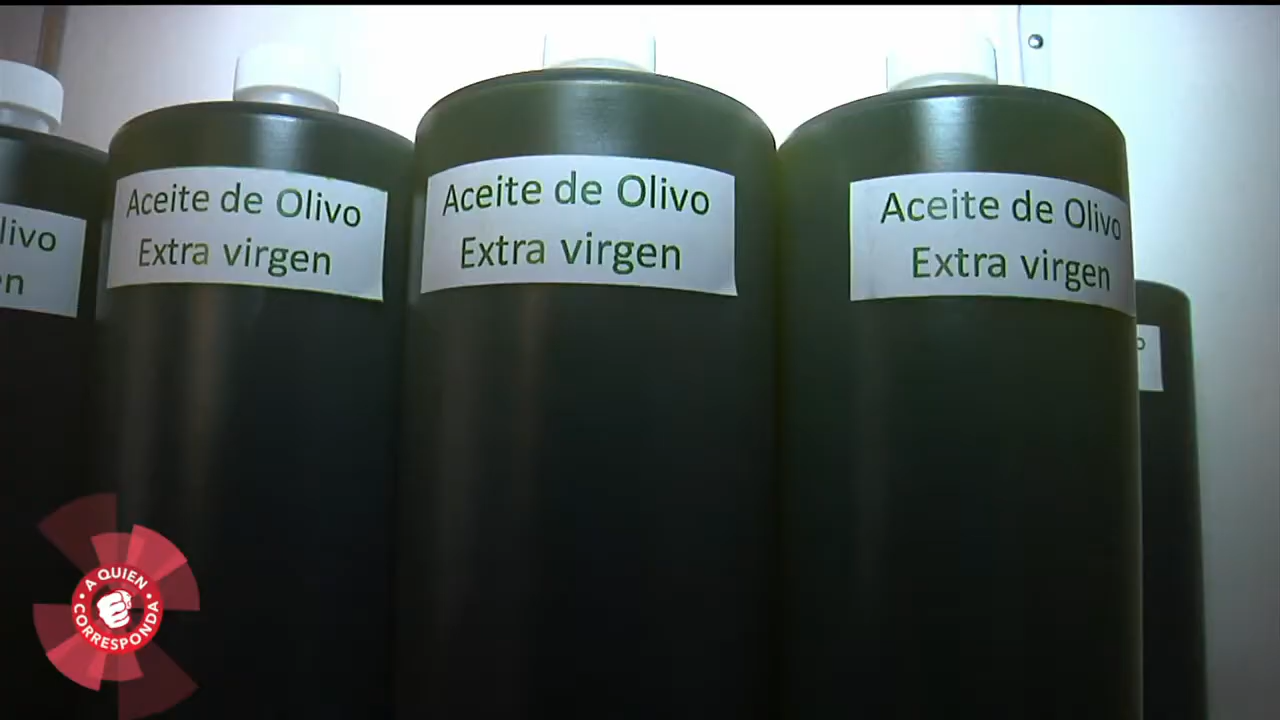 Aceite de Olivo
Extra virgen
Aceite de Olivo
Extra virgen
Aceite de Olivo
Extra virgen
A QUIEN
CORRESPONDA